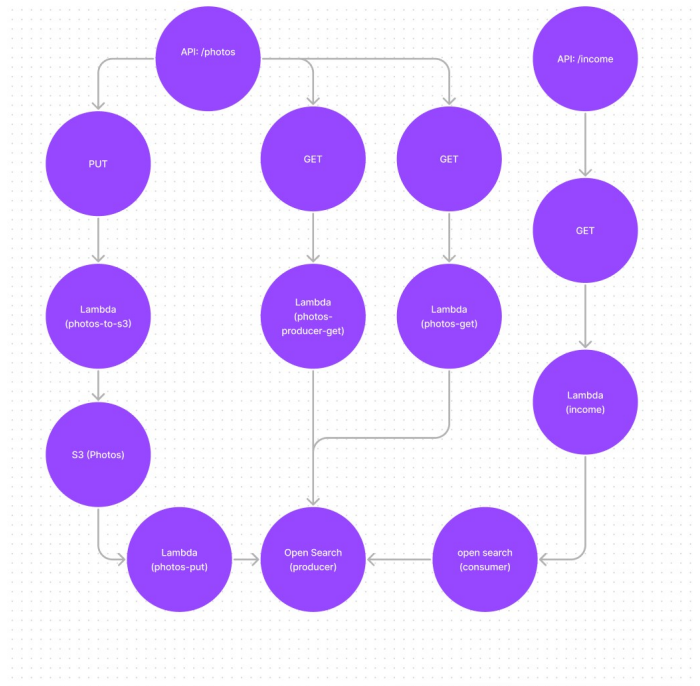 API: /photos
API: /income
PUT
GET
GET
GET
Lambda
(photos-to-s3)
Lambda
(photos-
producer-get)
Lambda
(photos-get)
Lambda
(income)
S3 (Photos)
Lambda
(photos-put)
Open Search
(producer)
open search
(consumer)